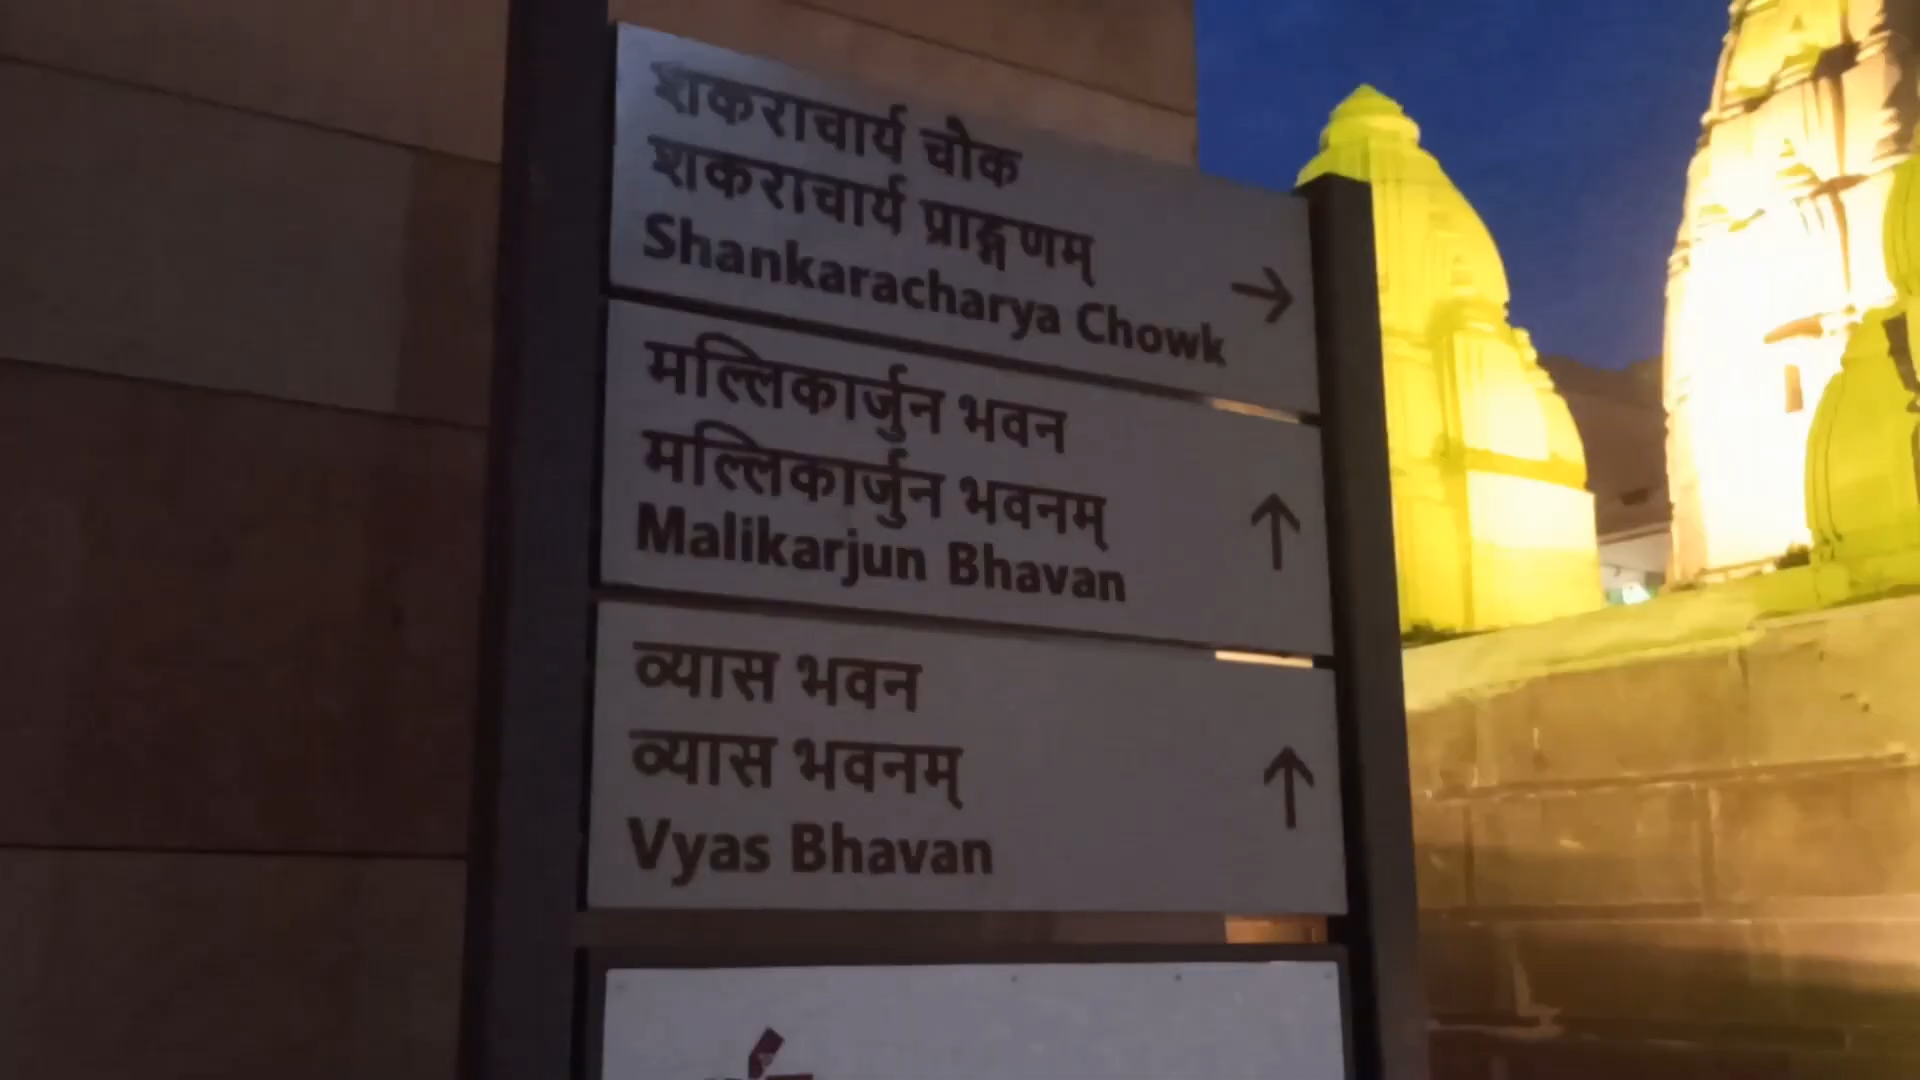 शंकराचार्य चौक
शंकराचार्य प्राङ्गणम्
Shankaracharya Chowk
मल्लिकार्जुन भवन
मल्लिकार्जुन भवनम्
Malikarjun Bhavan
व्यास भवन
व्यास भवनम्
Vyas Bhavan